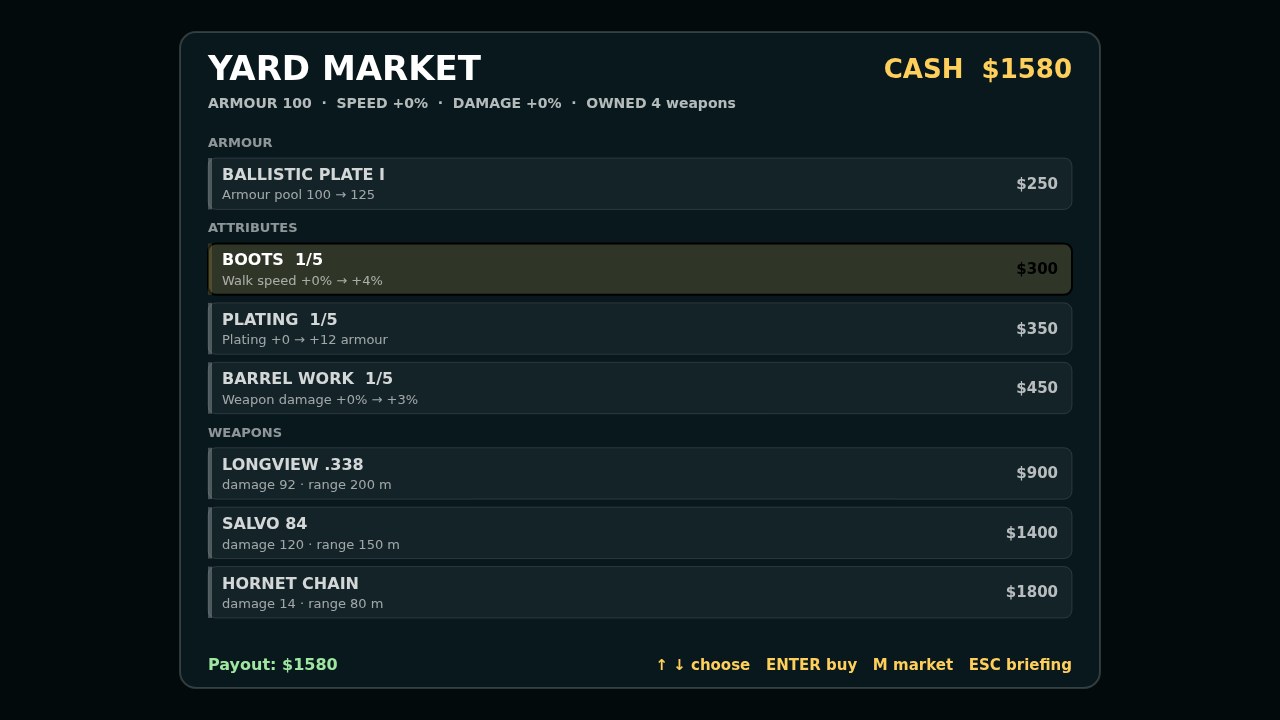 YARD MARKET
CASH $1580
ARMOUR 100 · SPEED +0% · DAMAGE +0% · OWNED 4 weapons
ARMOUR
BALLISTIC PLATE I
Armour pool 100 → 125
$250
ATTRIBUTES
BOOTS 1/5
Walk speed +0% → +4%
$300
PLATING 1/5
Plating +0 → +12 armour
$350
BARREL WORK 1/5
Weapon damage +0% → +3%
$450
WEAPONS
LONGVIEW .338
damage 92 · range 200 m
$900
SALVO 84
damage 120 · range 150 m
$1400
HORNET CHAIN
damage 14 · range 80 m
$1800
Payout: $1580
↑ ↓ choose ENTER buy M market ESC briefing